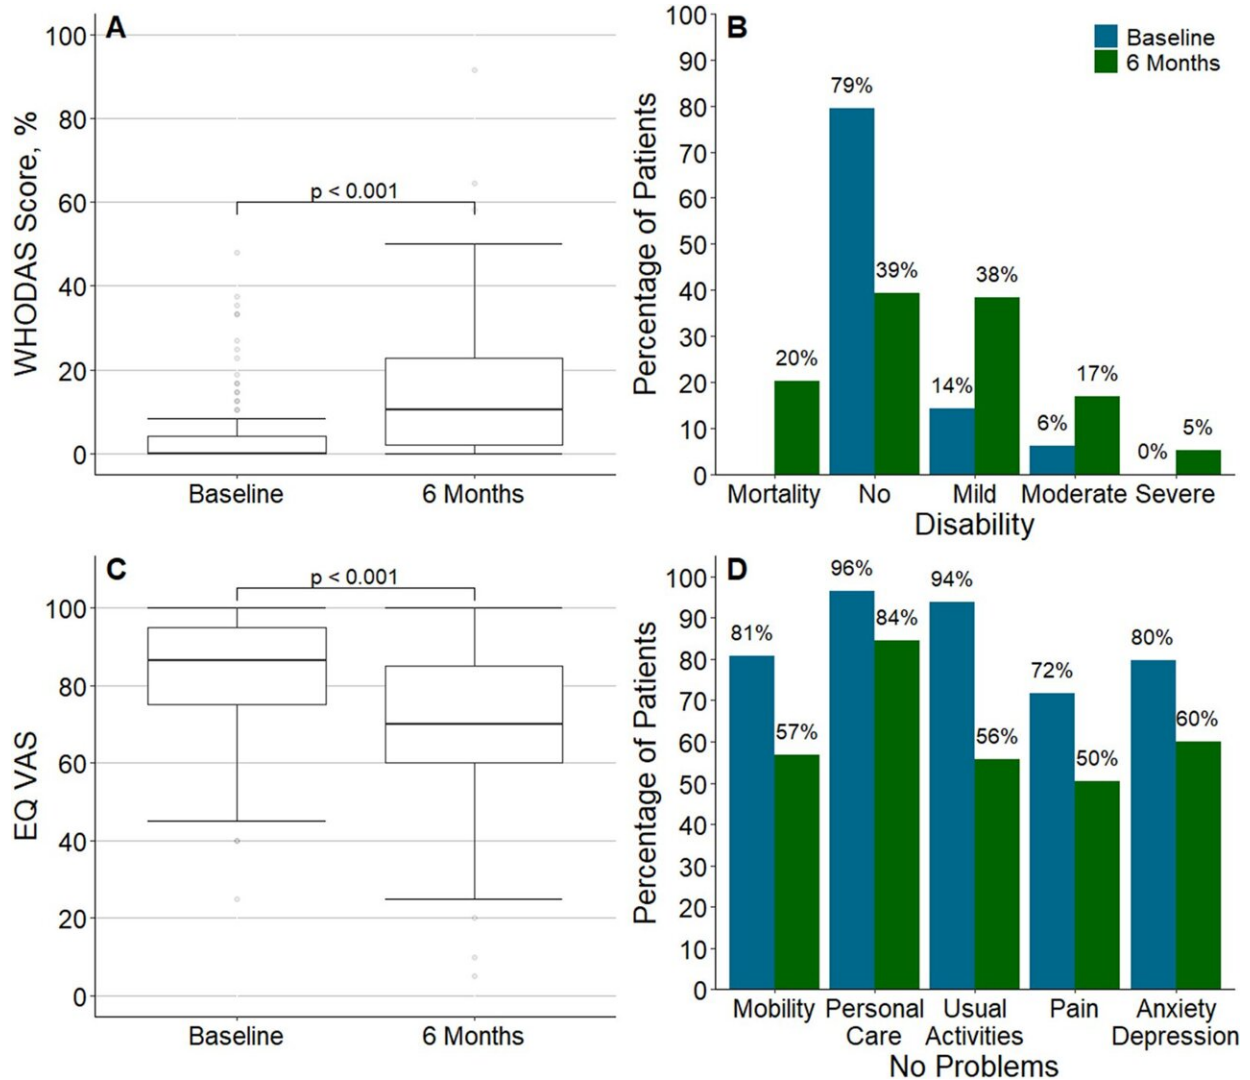 A
WHODAS Score, %
100
80
60
40
20
0
p < 0.001
Baseline
6 Months
B
Baseline
6 Months
Percentage of Patients
100
90
80
70
60
50
40
30
20
10
0
20%
79%
39%
14%
38%
6%
17%
0%
5%
Mortality
No
Mild
Moderate
Severe
Disability
C
EQ VAS
100
80
60
40
20
0
p < 0.001
Baseline
6 Months
D
Percentage of Patients
100
90
80
70
60
50
40
30
20
10
0
81%
57%
96%
84%
94%
56%
72%
50%
80%
60%
Mobility
Personal
Care
Usual
Activities
Pain
Anxiety
Depression
No Problems